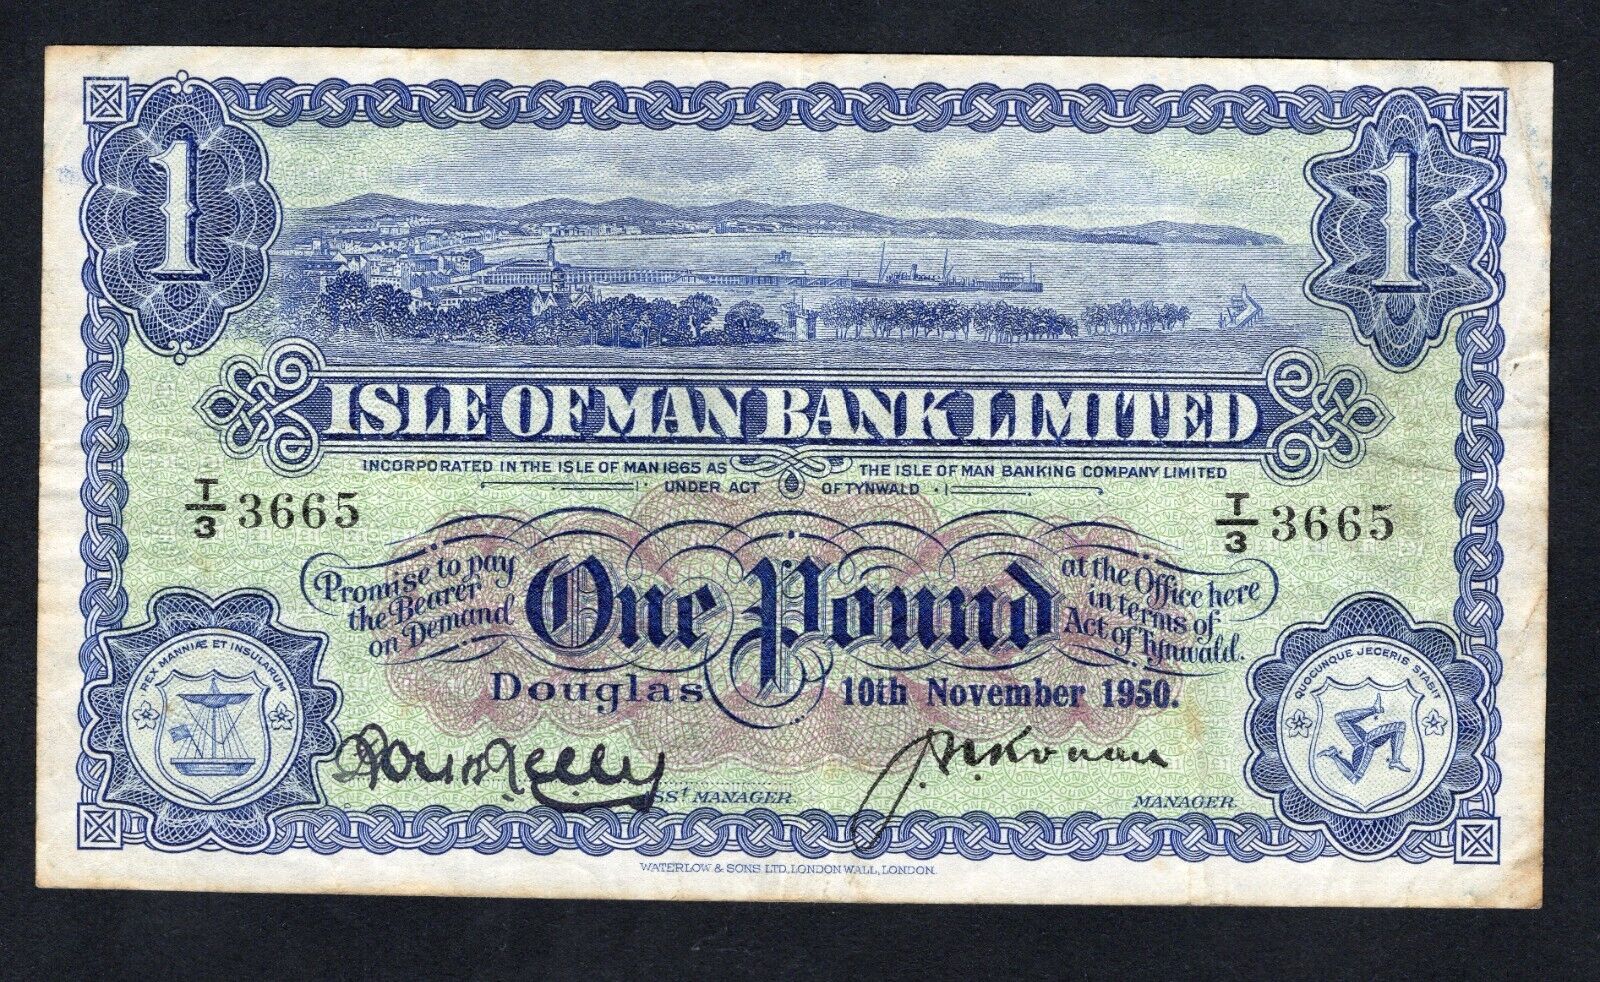 1
1
ISLE OF MAN BANK LIMITED
INCORPORATED IN THE ISLE OF MAN 1865 AS THE ISLE OF MAN BANKING COMPANY LIMITED
UNDER ACT OF TYNWALD
T/3 3665
T/3 3665
Promise to pay
the Bearer
on Demand
One Pound
at the Office here
in terms of
Act of Tynwald.
Douglas 10th November 1950.
REX MANNIÆ ET INSULARUM
QUOCUNQUE JECERIS STABIT
MANAGER
MANAGER.
WATERLOW & SONS LTD. LONDON WALL, LONDON.